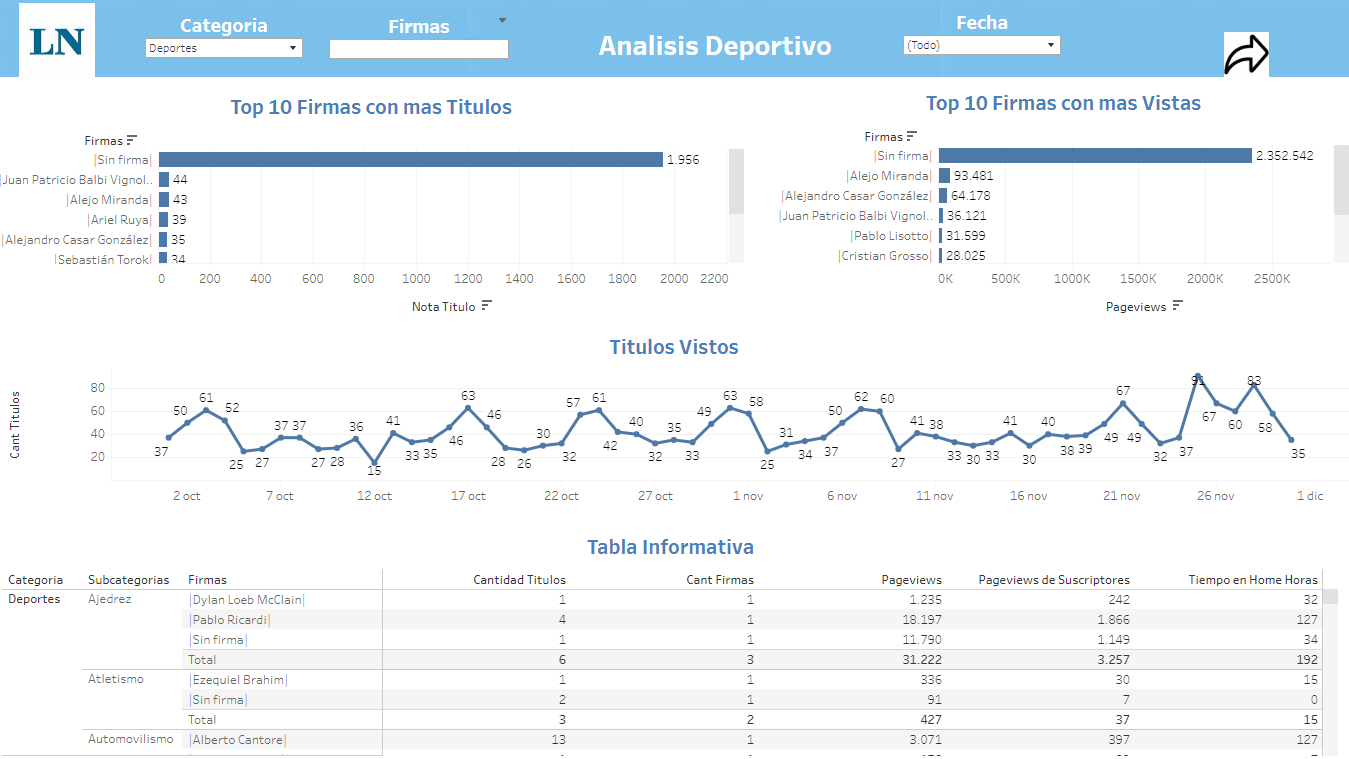 LN
Categoria
Deportes
Firmas
Analisis Deportivo
Fecha
(Todo)
Top 10 Firmas con mas Titulos
Firmas
|Sin firma| 1.956
|Juan Patricio Balbi Vignol.. 44
|Alejo Miranda| 43
|Ariel Ruya| 39
|Alejandro Casar González| 35
|Sebastián Torok| 34
0 200 400 600 800 1000 1200 1400 1600 1800 2000 2200
Nota Titulo
Top 10 Firmas con mas Vistas
Firmas
|Sin firma| 2.352.542
|Alejo Miranda| 93.481
|Alejandro Casar González| 64.178
|Juan Patricio Balbi Vignol.. 36.121
|Pablo Lisotto| 31.599
|Cristian Grosso| 28.025
0K 500K 1000K 1500K 2000K 2500K
Pageviews
Titulos Vistos
Cant Titulos
80
60
40
20
37 50 61 52 25 27 37 37 27 28 36 15 41 33 35 46 63 46 28 26 30 32 57 61 42 40 32 35 33 49 63 58 25 31 34 37 50 62 60 27 41 38 33 30 33 41 30 40 38 39 49 67 49 32 37 91 67 60 83 58 35
2 oct 7 oct 12 oct 17 oct 22 oct 27 oct 1 nov 6 nov 11 nov 16 nov 21 nov 26 nov 1 dic
Tabla Informativa
Categoria Subcategorias Firmas Cantidad Titulos Cant Firmas Pageviews Pageviews de Suscriptores Tiempo en Home Horas
Deportes Ajedrez |Dylan Loeb McClain| 1 1 1.235 242 32
|Pablo Ricardi| 4 1 18.197 1.866 127
|Sin firma| 1 1 11.790 1.149 34
Total 6 3 31.222 3.257 192
Atletismo |Ezequiel Brahim| 1 1 336 30 15
|Sin firma| 2 1 91 7 0
Total 3 2 427 37 15
Automovilismo |Alberto Cantore| 13 1 3.071 397 127